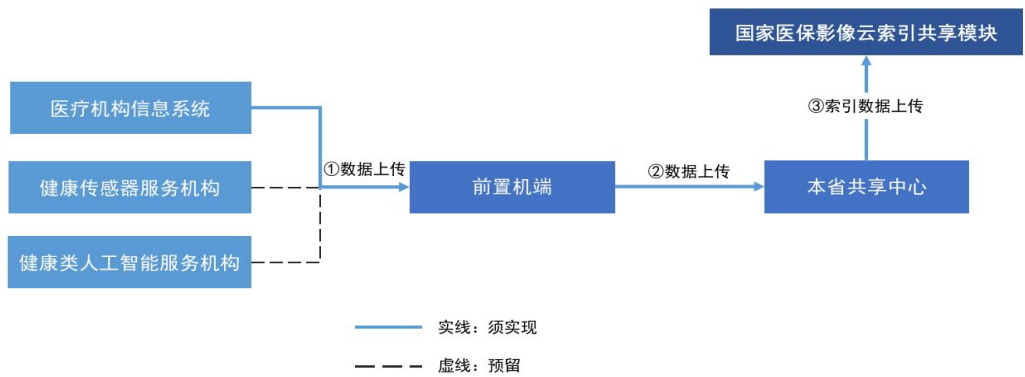 国家医保影像云索引共享模块
医疗机构信息系统
③索引数据上传
健康传感器服务机构
①数据上传
前置机端
②数据上传
本省共享中心
健康类人工智能服务机构
实线：须实现
虚线：预留